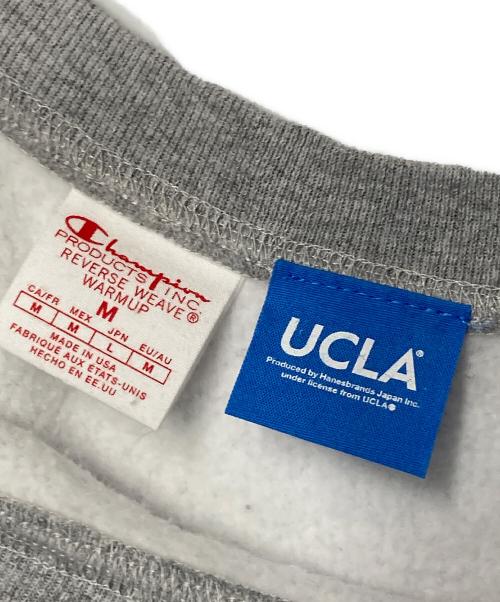 Champion
PRODUCTS INC
REVERSE WEAVE®
WARMUP
M
CA/FR MEX JPN EU/AU
M M L M
MADE IN USA
FABRIQUE AUX ETATS-UNIS
HECHO EN EE.UU
UCLA®
Produced by Hanesbrands Japan Inc.
under license from UCLA®